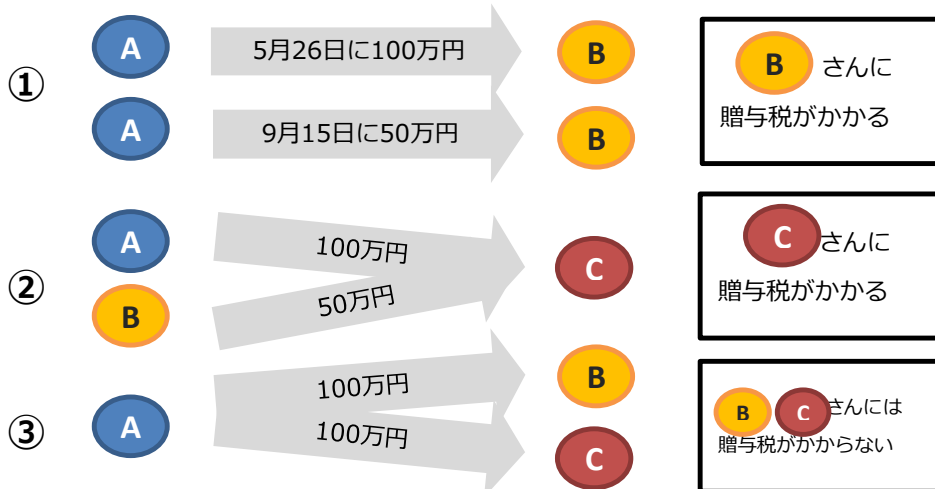 ①
A
5月26日に100万円
B
A
9月15日に50万円
B
B さんに
贈与税がかかる
②
A
100万円
B
50万円
C
C さんに
贈与税がかかる
③
A
100万円
B
100万円
C
B C さんには
贈与税がかからない